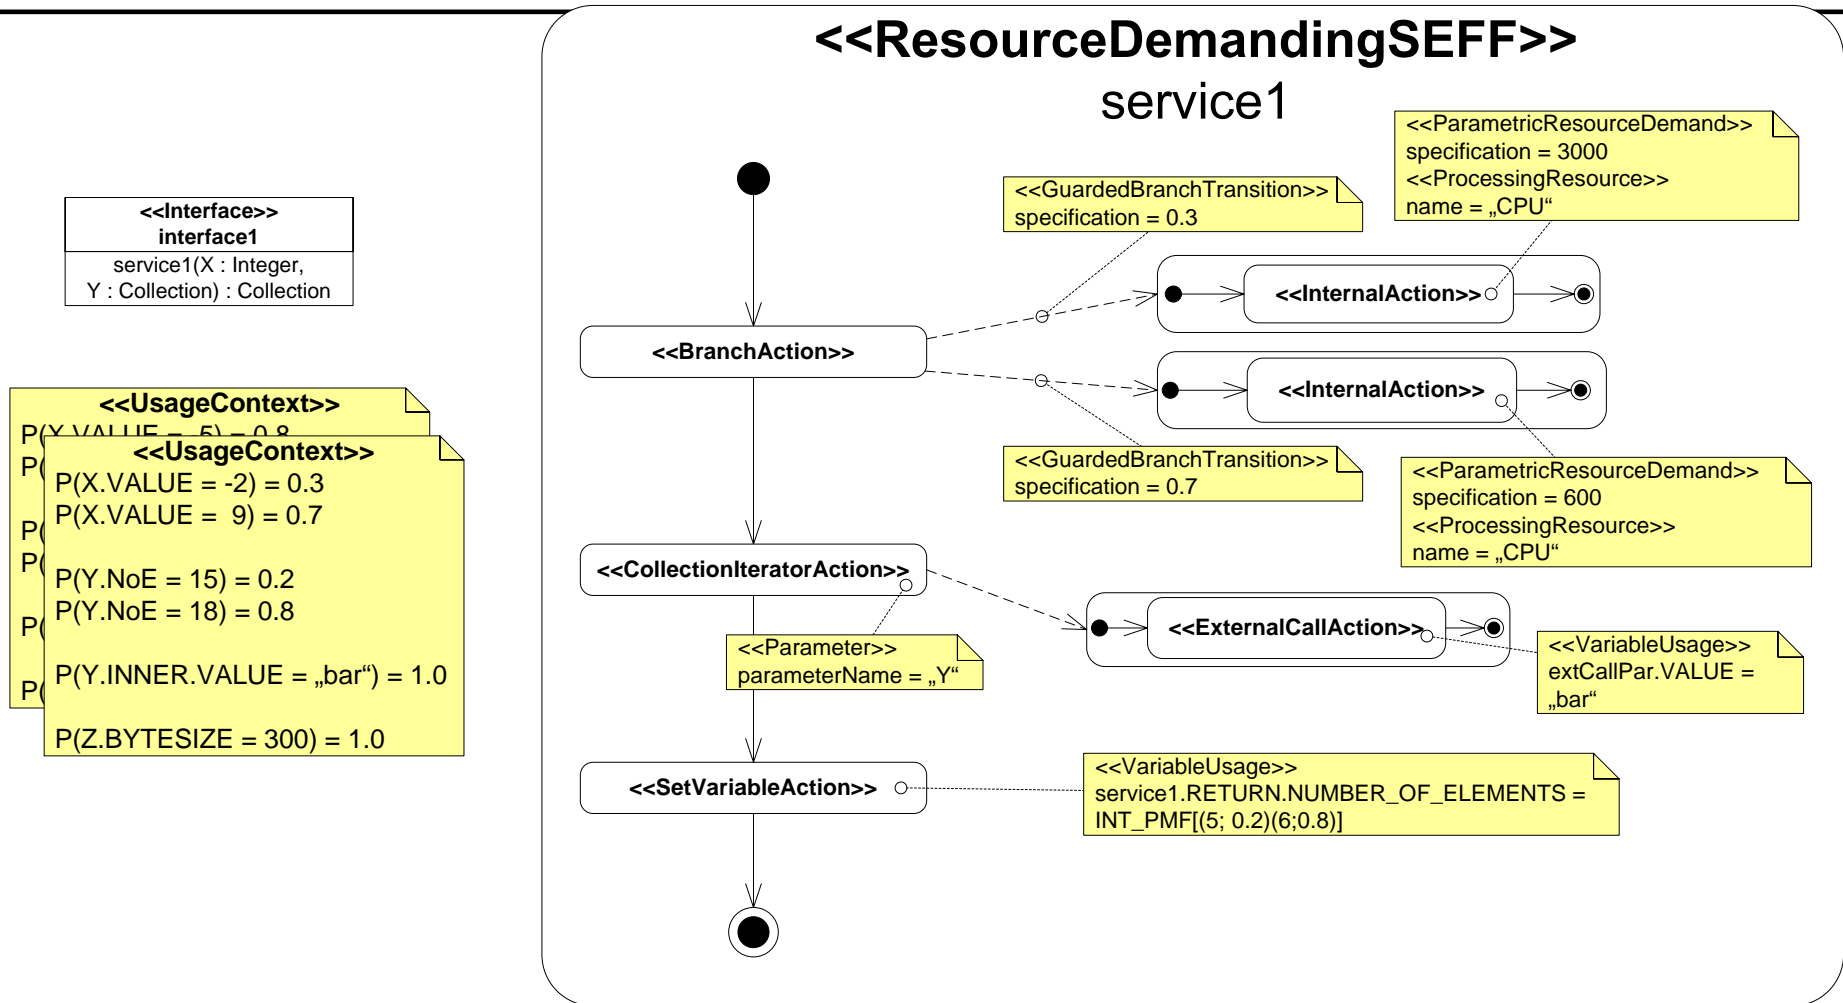 <<ResourceDemandingSEFF>>
service1
<<Interface>>
interface1
service1(X : Integer,
Y : Collection) : Collection
<<UsageContext>>
P(X.VALUE = -5) = 0.8
P(
P(
P(
P(
P(
<<UsageContext>>
P(X.VALUE = -2) = 0.3
P(X.VALUE =  9) = 0.7
P(Y.NoE = 15) = 0.2
P(Y.NoE = 18) = 0.8
P(Y.INNER.VALUE = „bar“) = 1.0
P(Z.BYTESIZE = 300) = 1.0
<<ParametricResourceDemand>>
specification = 3000
<<ProcessingResource>>
name = „CPU“
<<GuardedBranchTransition>>
specification = 0.3
<<InternalAction>>
<<BranchAction>>
<<InternalAction>>
<<GuardedBranchTransition>>
specification = 0.7
<<ParametricResourceDemand>>
specification = 600
<<ProcessingResource>>
name = „CPU“
<<CollectionIteratorAction>>
<<Parameter>>
parameterName = „Y“
<<ExternalCallAction>>
<<VariableUsage>>
extCallPar.VALUE =
„bar“
<<SetVariableAction>>
<<VariableUsage>>
service1.RETURN.NUMBER_OF_ELEMENTS =
INT_PMF[(5; 0.2)(6;0.8)]